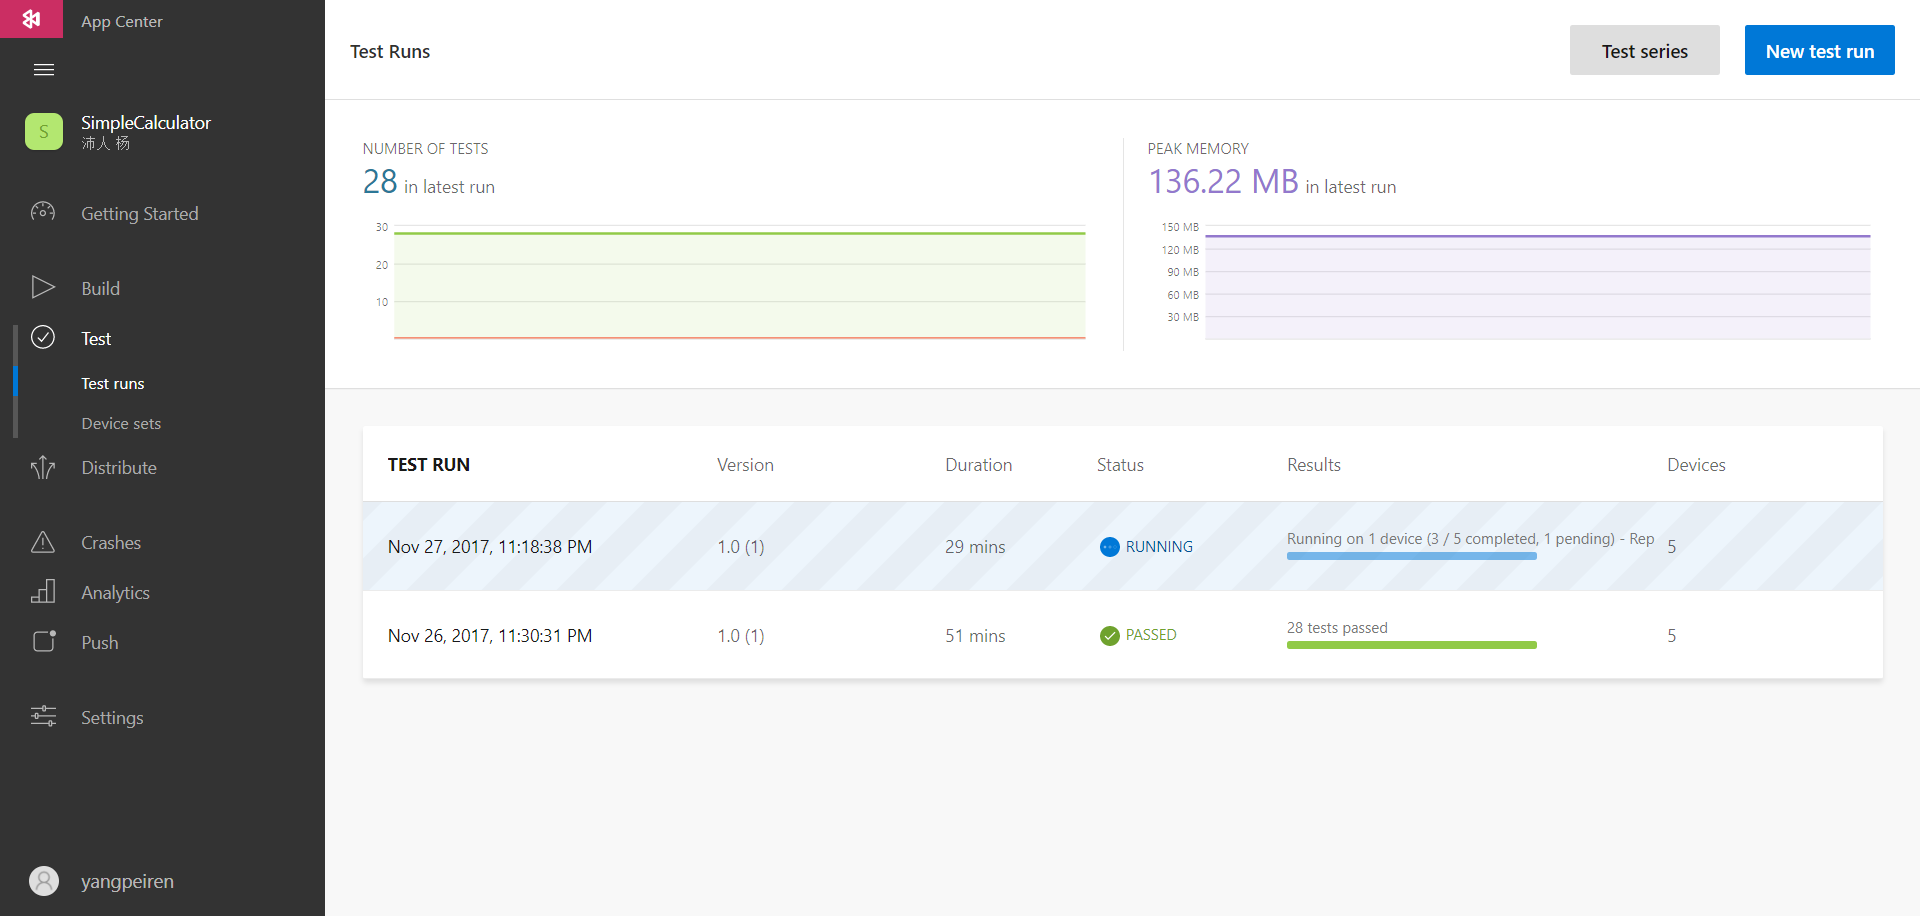 App Center
SimpleCalculator
沛人 杨
S
Getting Started
Build
Test
Test runs
Device sets
Distribute
Crashes
Analytics
Push
Settings
yangpeiren
Test Runs
Test series
New test run
NUMBER OF TESTS
28 in latest run
30
20
10
PEAK MEMORY
136.22 MB in latest run
150 MB
120 MB
90 MB
60 MB
30 MB
TEST RUN Version Duration Status Results Devices
Nov 27, 2017, 11:18:38 PM 1.0 (1) 29 mins RUNNING Running on 1 device (3 / 5 completed, 1 pending) - Rep 5
Nov 26, 2017, 11:30:31 PM 1.0 (1) 51 mins PASSED 28 tests passed 5